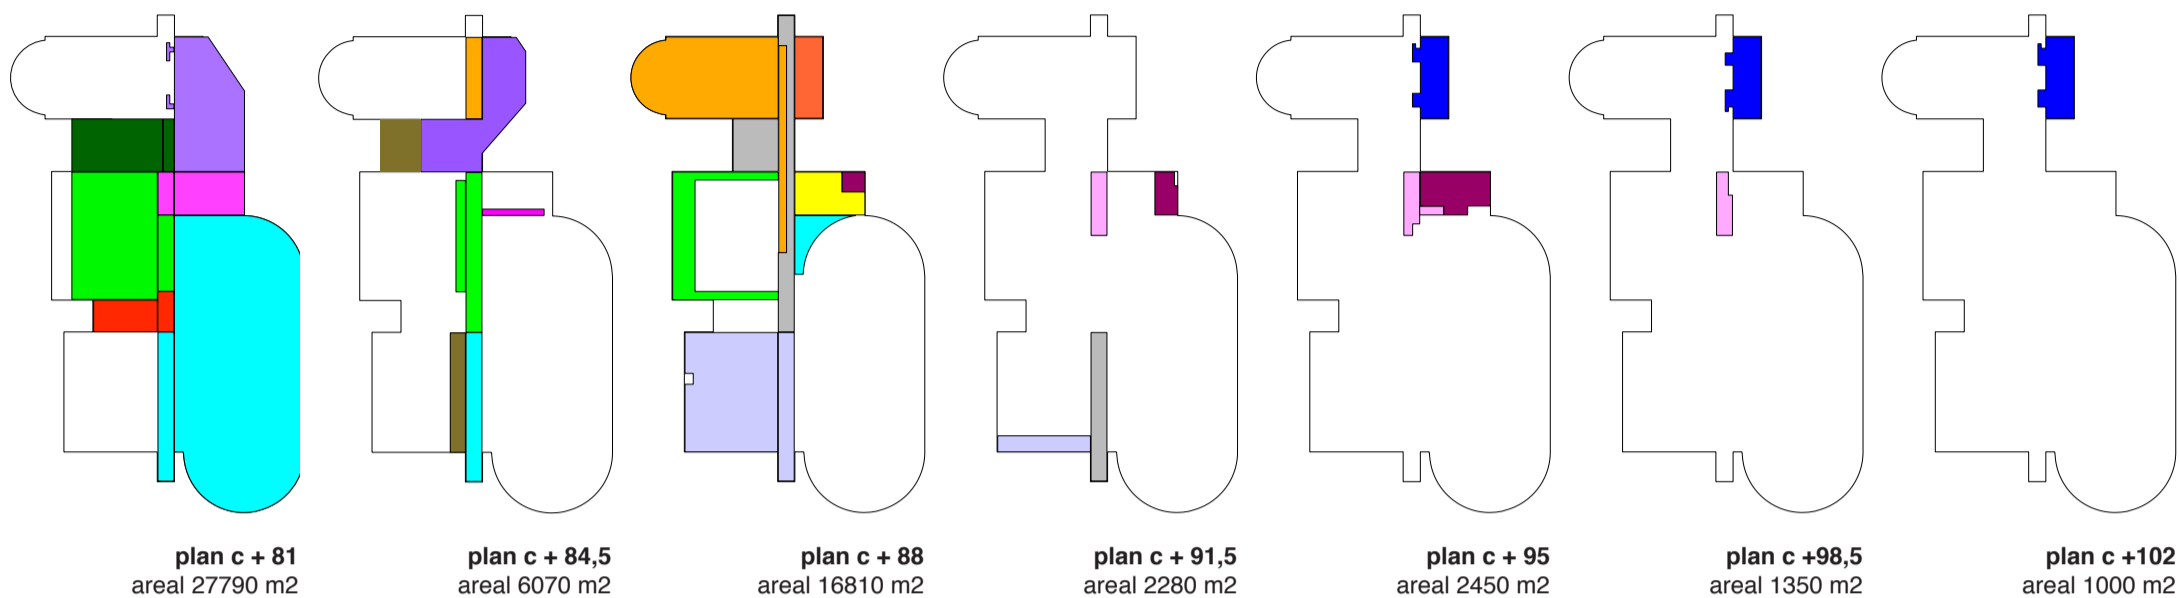 plan c + 81
areal 27790 m2
plan c + 84,5
areal 6070 m2
plan c + 88
areal 16810 m2
plan c + 91,5
areal 2280 m2
plan c + 95
areal 2450 m2
plan c +98,5
areal 1350 m2
plan c +102
areal 1000 m2